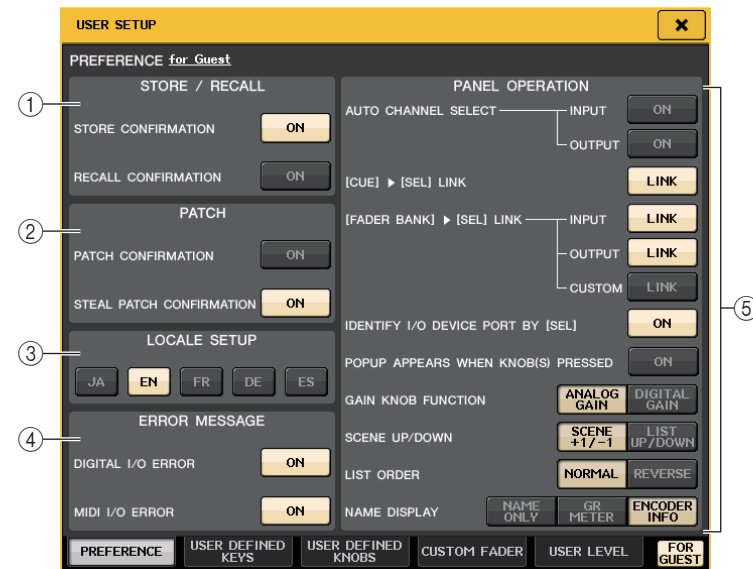 USER SETUP
PREFERENCE for Guest
STORE / RECALL
1
STORE CONFIRMATION ON
RECALL CONFIRMATION ON
PATCH
2
PATCH CONFIRMATION ON
STEAL PATCH CONFIRMATION ON
LOCALE SETUP
3
JA EN FR DE ES
ERROR MESSAGE
4
DIGITAL I/O ERROR ON
MIDI I/O ERROR ON
PANEL OPERATION
AUTO CHANNEL SELECT INPUT ON
OUTPUT ON
[CUE] ▶ [SEL] LINK LINK
[FADER BANK] ▶ [SEL] LINK INPUT LINK
OUTPUT LINK
CUSTOM LINK
5
IDENTIFY I/O DEVICE PORT BY [SEL] ON
POPUP APPEARS WHEN KNOB(S) PRESSED ON
GAIN KNOB FUNCTION ANALOG GAIN DIGITAL GAIN
SCENE UP/DOWN SCENE +1/-1 LIST UP/DOWN
LIST ORDER NORMAL REVERSE
NAME DISPLAY NAME ONLY GR METER ENCODER INFO
PREFERENCE USER DEFINED KEYS USER DEFINED KNOBS CUSTOM FADER USER LEVEL FOR GUEST